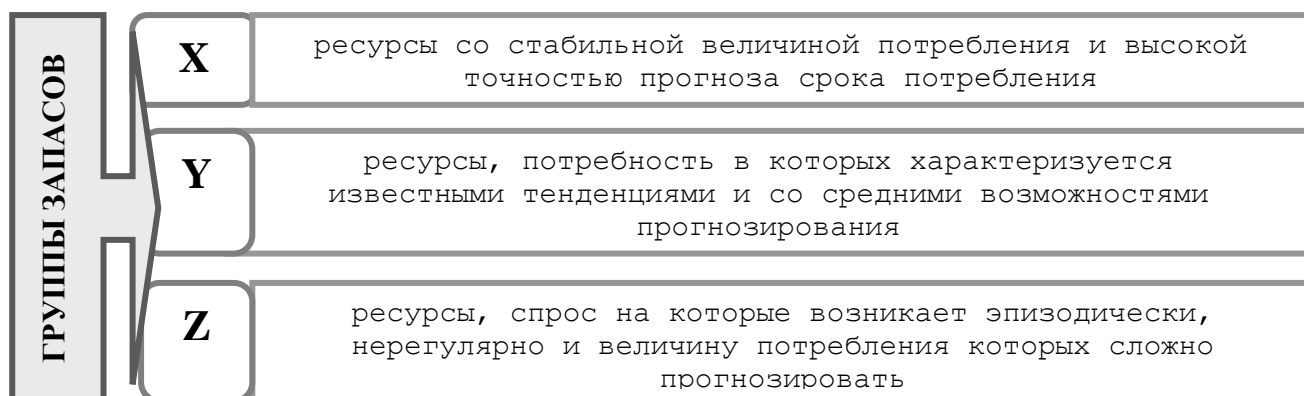 ГРУППЫ ЗАПАСОВ
X
ресурсы со стабильной величиной потребления и высокой
точностью прогноза срока потребления
Y
ресурсы, потребность в которых характеризуется
известными тенденциями и со средними возможностями
прогнозирования
Z
ресурсы, спрос на которые возникает эпизодически,
нерегулярно и величину потребления которых сложно
прогнозировать